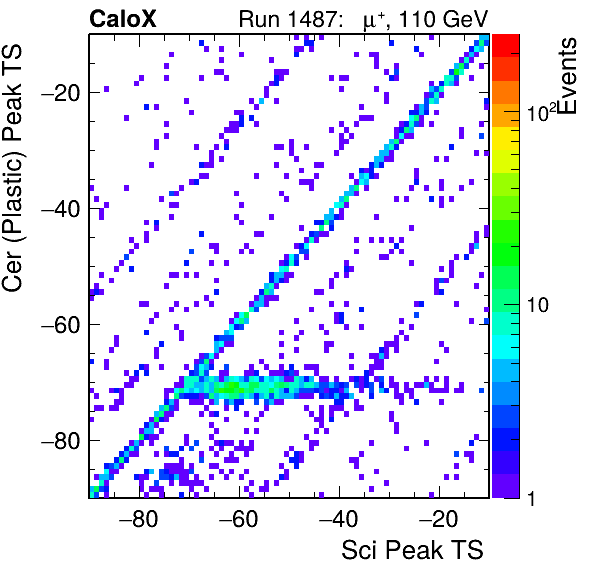 CaloX Run 1487: μ⁺, 110 GeV
Cer (Plastic) Peak TS
−20
−40
−60
−80
−80 −60 −40 −20
Sci Peak TS
Events
10²
10
1